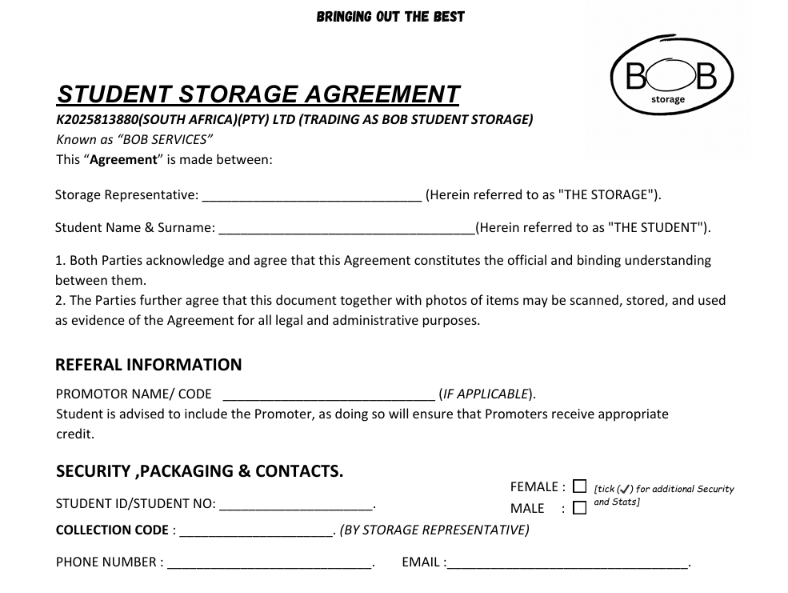 BRINGING OUT THE BEST
BOB
storage
STUDENT STORAGE AGREEMENT
K2025813880(SOUTH AFRICA)(PTY) LTD (TRADING AS BOB STUDENT STORAGE)
Known as “BOB SERVICES”
This “Agreement” is made between:
Storage Representative: ______________________________ (Herein referred to as "THE STORAGE").
Student Name & Surname: ___________________________________(Herein referred to as "THE STUDENT").
1. Both Parties acknowledge and agree that this Agreement constitutes the official and binding understanding
between them.
2. The Parties further agree that this document together with photos of items may be scanned, stored, and used
as evidence of the Agreement for all legal and administrative purposes.
REFERAL INFORMATION
PROMOTOR NAME/ CODE _____________________________ (IF APPLICABLE).
Student is advised to include the Promoter, as doing so will ensure that Promoters receive appropriate
credit.
SECURITY ,PACKAGING & CONTACTS.
FEMALE : ☐ [tick (✓) for additional Security
MALE : ☐ and Stats]
STUDENT ID/STUDENT NO: _____________________.
COLLECTION CODE : _____________________. (BY STORAGE REPRESENTATIVE)
PHONE NUMBER : ____________________________. EMAIL :_________________________________.